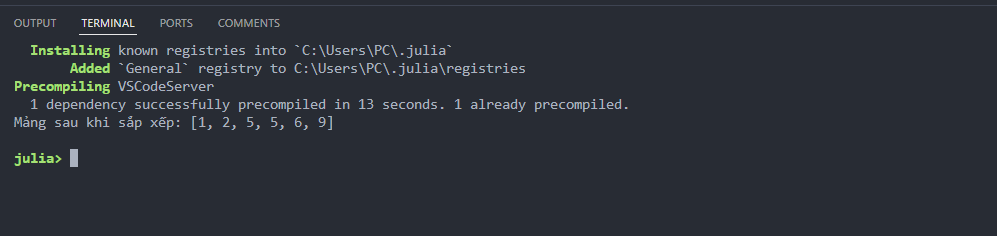 OUTPUT TERMINAL PORTS COMMENTS
Installing known registries into `C:\Users\PC\.julia`
Added `General` registry to C:\Users\PC\.julia\registries
Precompiling VSCodeServer
1 dependency successfully precompiled in 13 seconds. 1 already precompiled.
Mảng sau khi sắp xếp: [1, 2, 5, 5, 6, 9]
julia>